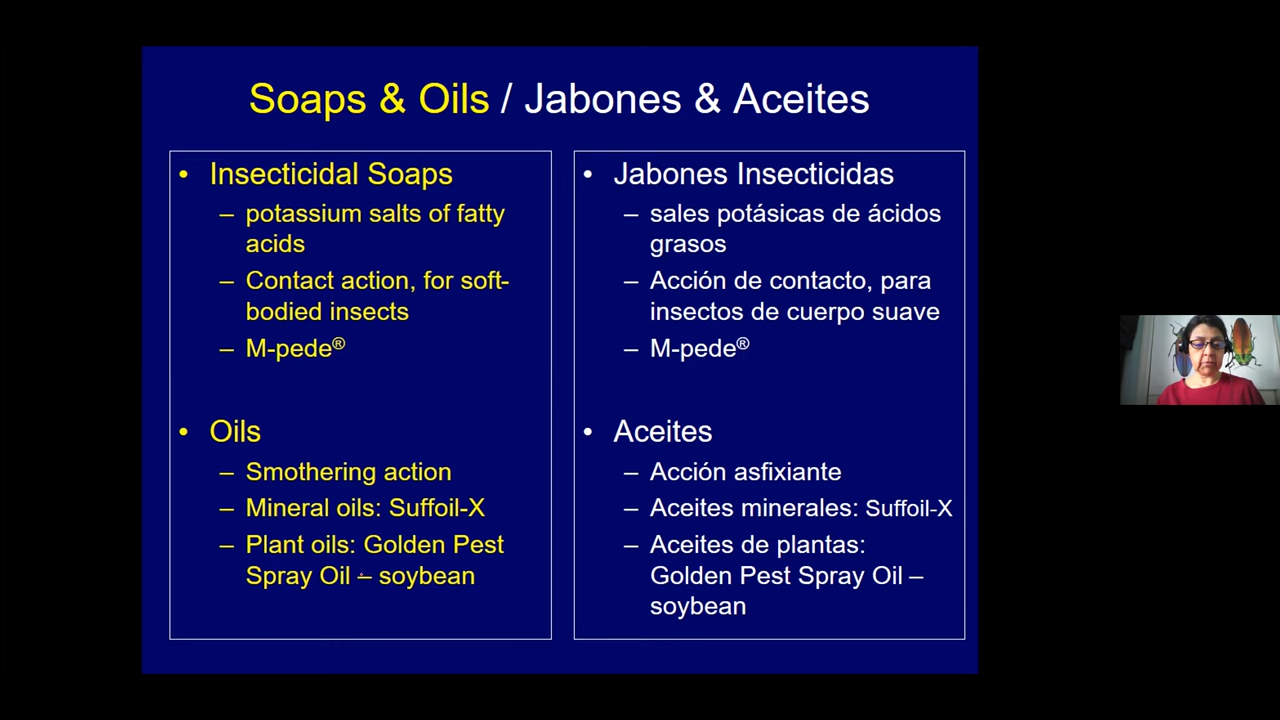 Soaps & Oils / Jabones & Aceites
• Insecticidal Soaps
– potassium salts of fatty
acids
– Contact action, for soft-
bodied insects
– M-pede®
• Oils
– Smothering action
– Mineral oils: Suffoil-X
– Plant oils: Golden Pest
Spray Oil – soybean
• Jabones Insecticidas
– sales potásicas de ácidos
grasos
– Acción de contacto, para
insectos de cuerpo suave
– M-pede®
• Aceites
– Acción asfixiante
– Aceites minerales: Suffoil-X
– Aceites de plantas:
Golden Pest Spray Oil –
soybean